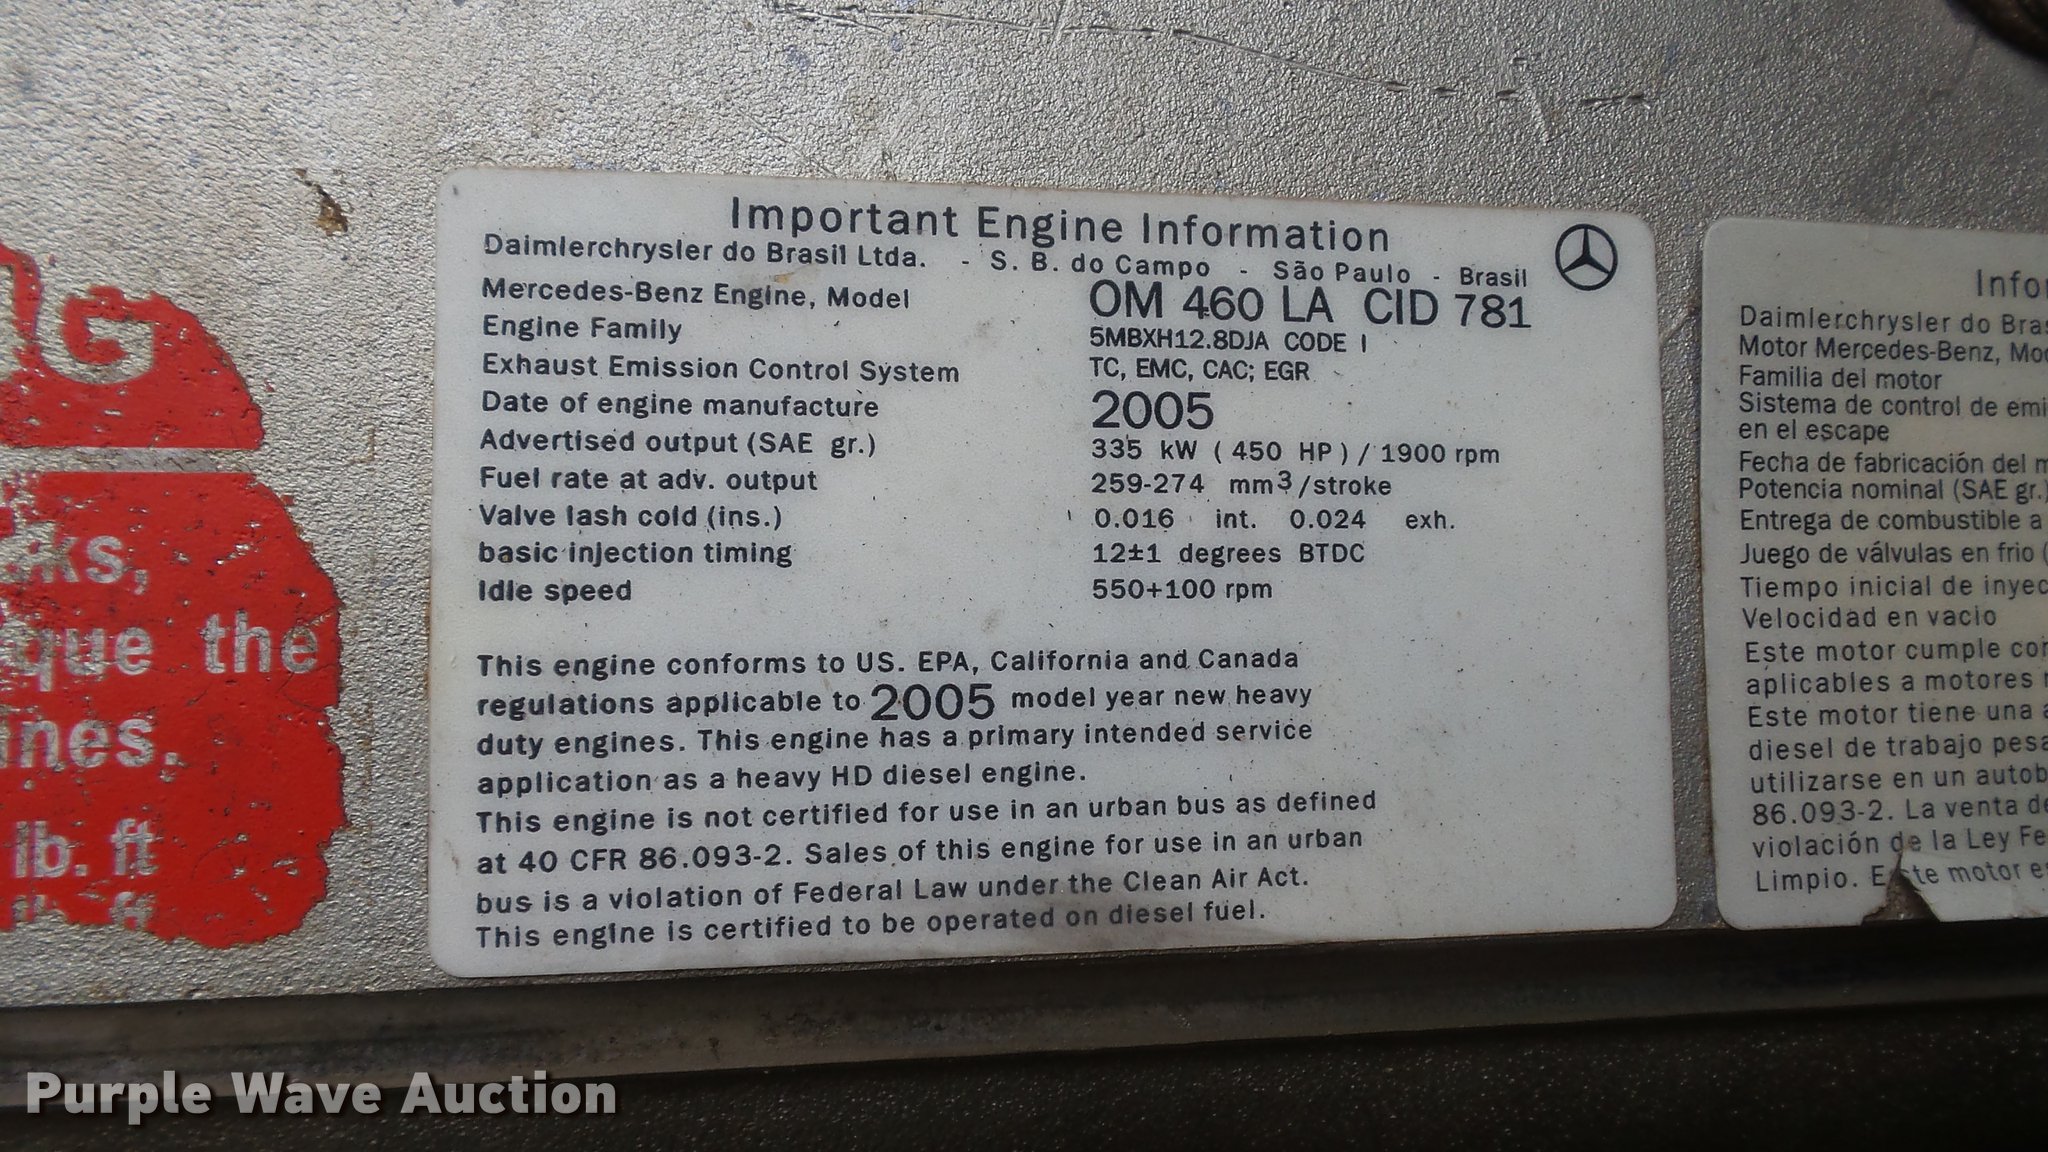 Important Engine Information
Daimlerchrysler do Brasil Ltda. - S. B. do Campo - São Paulo - Brasil
Mercedes-Benz Engine, Model OM 460 LA CID 781
Engine Family 5MBXH12.8DJA CODE I
Exhaust Emission Control System TC, EMC, CAC; EGR
Date of engine manufacture 2005
Advertised output (SAE gr.) 335 kW ( 450 HP ) / 1900 rpm
Fuel rate at adv. output 259-274 mm3/stroke
Valve lash cold (ins.) 0.016 int. 0.024 exh.
basic injection timing 12±1 degrees BTDC
Idle speed 550+100 rpm
This engine conforms to US. EPA, California and Canada
regulations applicable to 2005 model year new heavy
duty engines. This engine has a primary intended service
application as a heavy HD diesel engine.
This engine is not certified for use in an urban bus as defined
at 40 CFR 86.093-2. Sales of this engine for use in an urban
bus is a violation of Federal Law under the Clean Air Act.
This engine is certified to be operated on diesel fuel.
Daimlerchrysler do
Motor Mercedes-Benz,
Familia del motor
Sistema de control de
en el escape
Fecha de fabricación del
Potencia nominal (SAE gr.)
Entrega de combustible a
Juego de válvulas en frio (
Tiempo inicial de
Velocidad en vacio
Este motor cumple
aplicables a motores
Este motor tiene una
diesel de trabajo
utilizarse en un
86.093-2. La venta
violación de la Ley
Limpio. motor
the
lb. ft
Purple Wave Auction